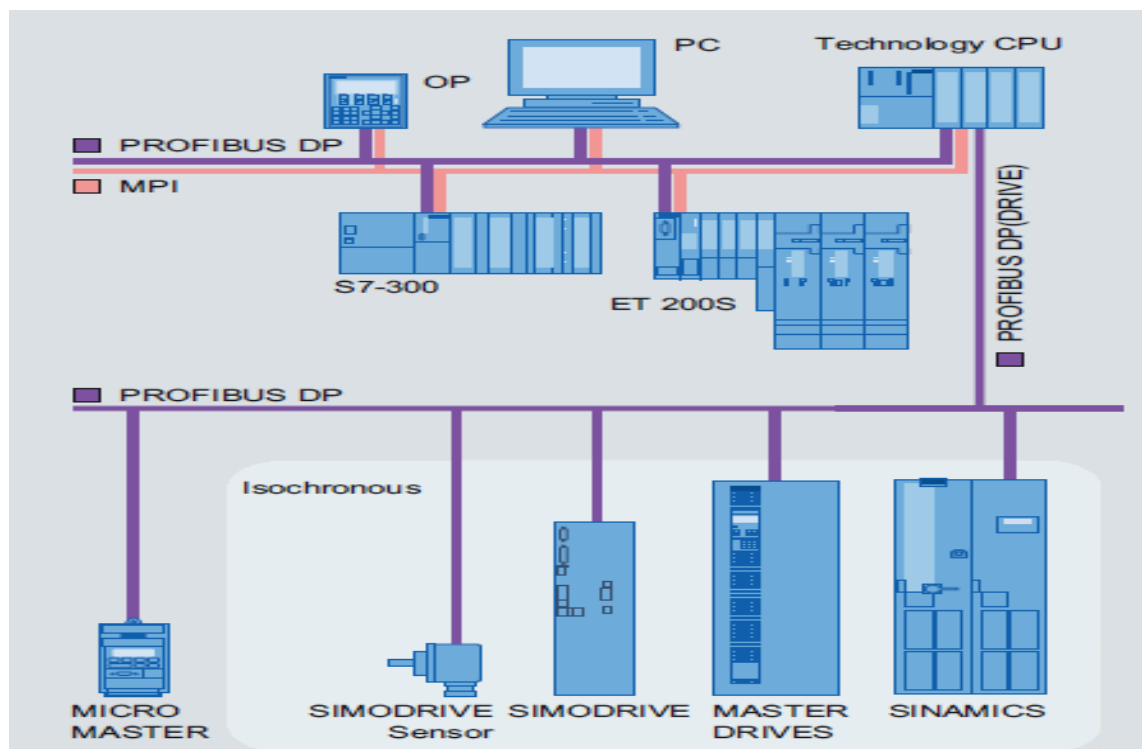 PC
Technology CPU
OP
PROFIBUS DP
MPI
S7-300
ET 200S
PROFIBUS DP(DRIVE)
PROFIBUS DP
Isochronous
MICRO
MASTER
SIMODRIVE
Sensor
SIMODRIVE
MASTER
DRIVES
SINAMICS